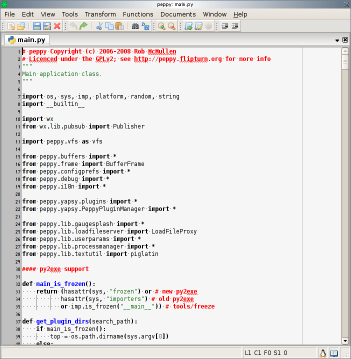 peppy: main.py
File Edit View Tools Transform Functions Documents Window Help
main.py
# peppy Copyright (c) 2006-2008 Rob McMullen
# Licenced under the GPLv2; see http://peppy.flipturn.org for more info
"""
Main application class.
"""
import os, sys, imp, platform, random, string
import __builtin__
import wx
from wx.lib.pubsub import Publisher
import peppy.vfs as vfs
from peppy.buffers import *
from peppy.frame import BufferFrame
from peppy.configprefs import *
from peppy.debug import *
from peppy.i18n import *
from peppy.yapsy.plugins import *
from peppy.yapsy.PeppyPluginManager import *
from peppy.lib.gaugesplash import *
from peppy.lib.loadfileserver import LoadFileProxy
from peppy.lib.userparams import *
from peppy.lib.processmanager import *
from peppy.lib.textutil import piglatin
#### py2exe support
def main_is_frozen():
return (hasattr(sys, "frozen") or # new py2exe
hasattr(sys, "importers") # old py2exe
or imp.is_frozen("__main__")) # tools/freeze
def get_plugin_dirs(search_path):
if main_is_frozen():
top = os.path.dirname(sys.argv[0])
else:
L1 C1 F0 S1 0